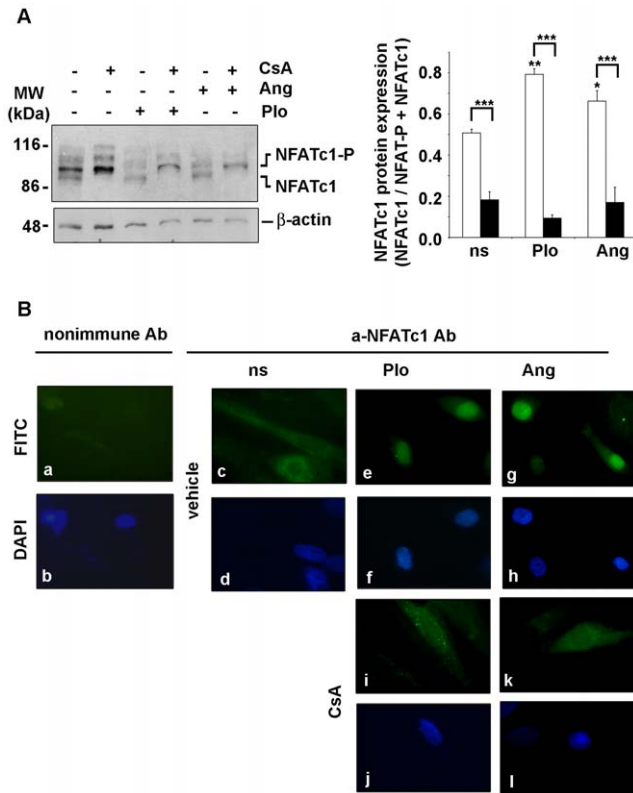 A
- + - + - + CsA
- - - - + + Ang
- - + + - - Plo
MW
(kDa)
116-
86-
48-
NFATc1-P
NFATc1
β-actin
NFATc1 protein expression
(NFATc1 / NFAT-P + NFATc1)
0.8
0.6
0.4
0.2
0.0
***
**
***
*
***
ns Plo Ang
B
nonimmune Ab a-NFATc1 Ab
ns Plo Ang
FITC
DAPI
vehicle
CsA
a c e g
b d f h
i k
j l